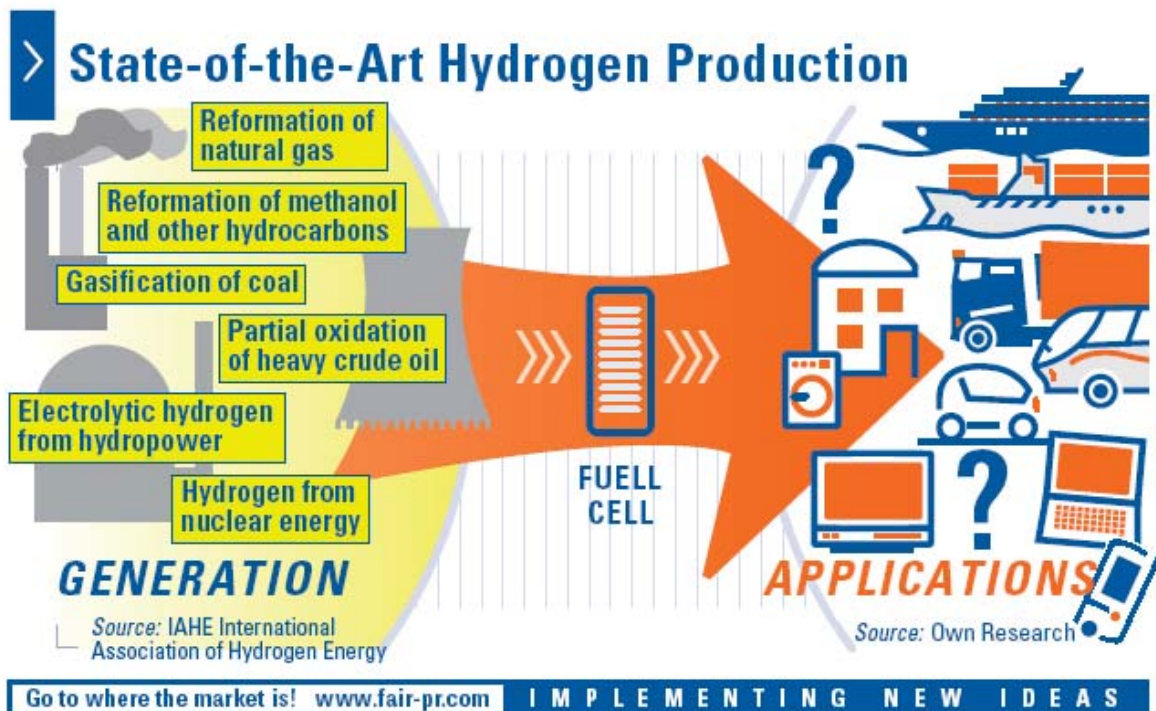 State-of-the-Art Hydrogen Production
Reformation of
natural gas
Reformation of methanol
and other hydrocarbons
Gasification of coal
Partial oxidation
of heavy crude oil
Electrolytic hydrogen
from hydropower
Hydrogen from
nuclear energy
GENERATION
Source: IAHE International
Association of Hydrogen Energy
FUELL
CELL
?
?
APPLICATIONS
Source: Own Research
Go to where the market is! www.fair-pr.com IMPLEMENTING NEW IDEAS